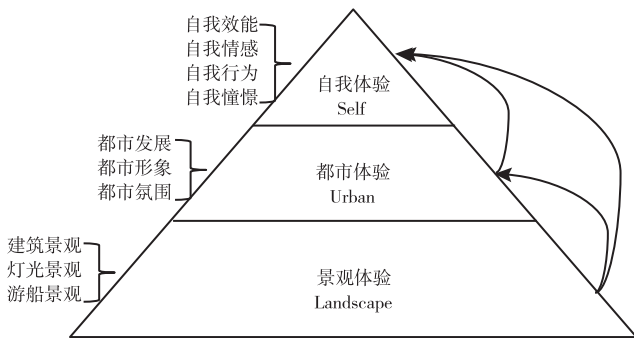 自我效能
自我情感
自我行为
自我憧憬
自我体验
Self
都市发展
都市形象
都市氛围
都市体验
Urban
建筑景观
灯光景观
游船景观
景观体验
Landscape